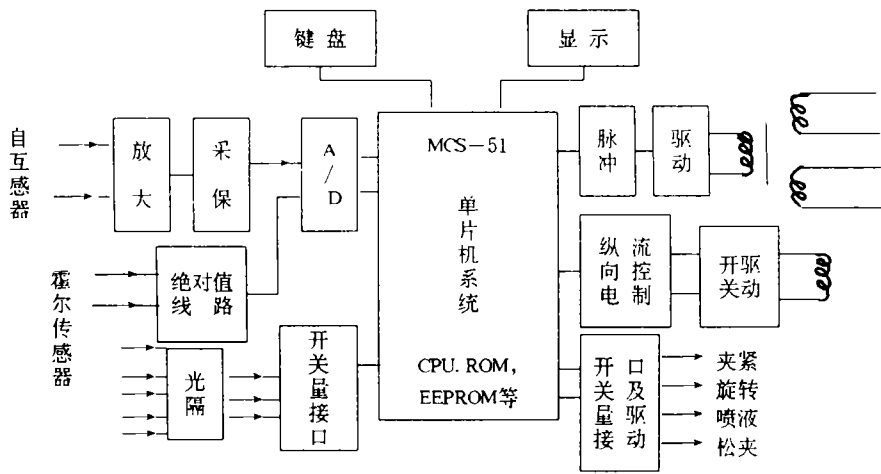 键盘
显示
自互感器
放大
采保
A/D
MCS-51
单片机系统
CPU. ROM,
EEPROM等
脉冲
驱动
霍尔传感器
绝对值
线路
纵向电流控制
开关驱动
光隔
开关量接口
开关量接口及驱动
夹紧
旋转
喷液
松夹